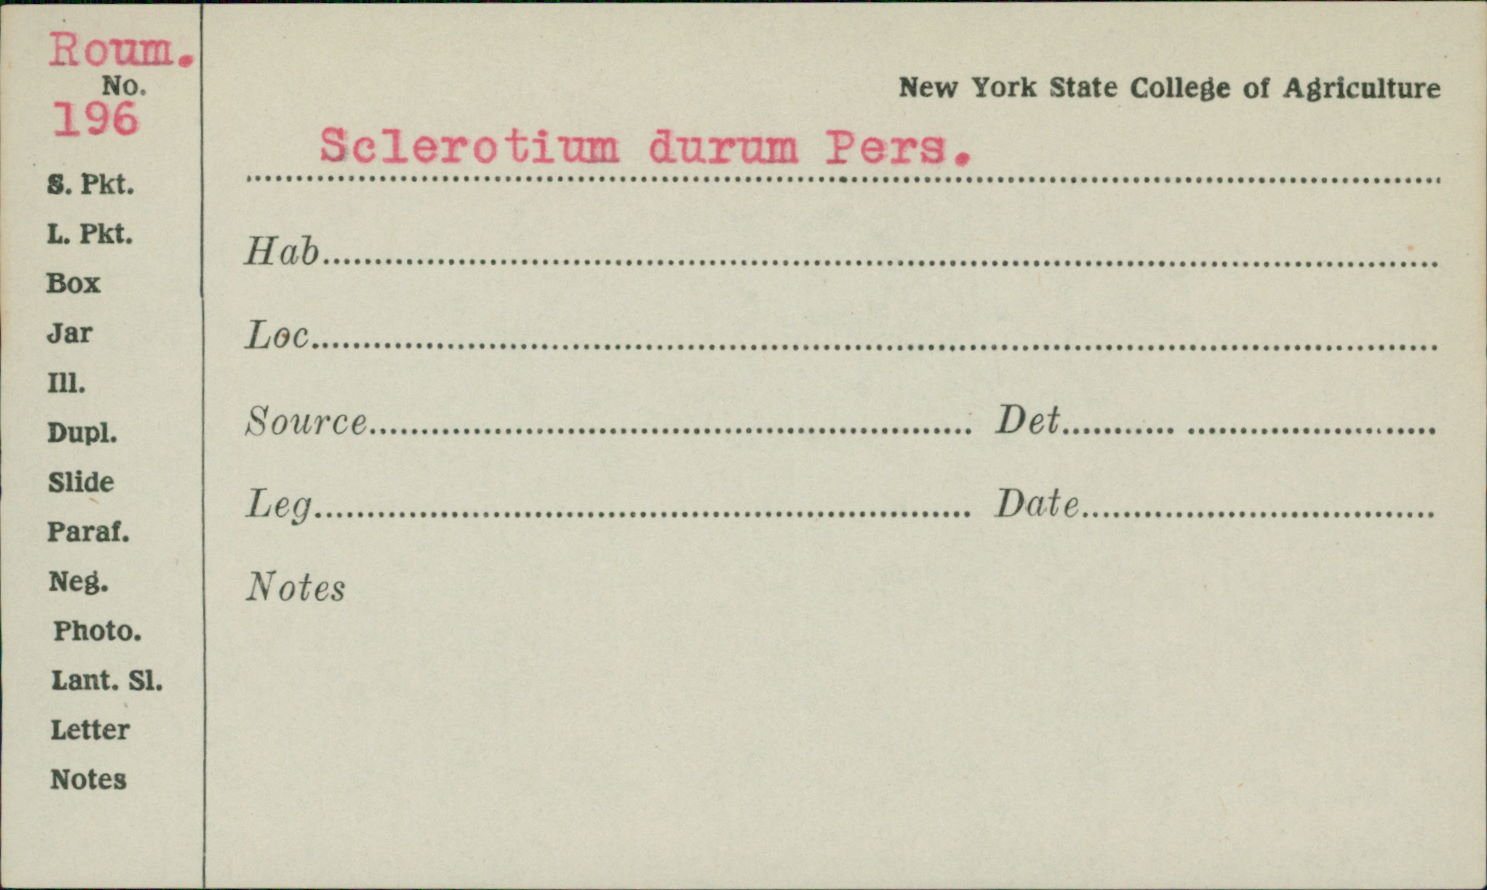 Roum.
No.
196
S. Pkt.
L. Pkt.
Box
Jar
Ill.
Dupl.
Slide
Paraf.
Neg.
Photo.
Lant. Sl.
Letter
Notes
New York State College of Agriculture
Sclerotium durum Pers.
Hab
Loc
Source Det
Leg Date
Notes